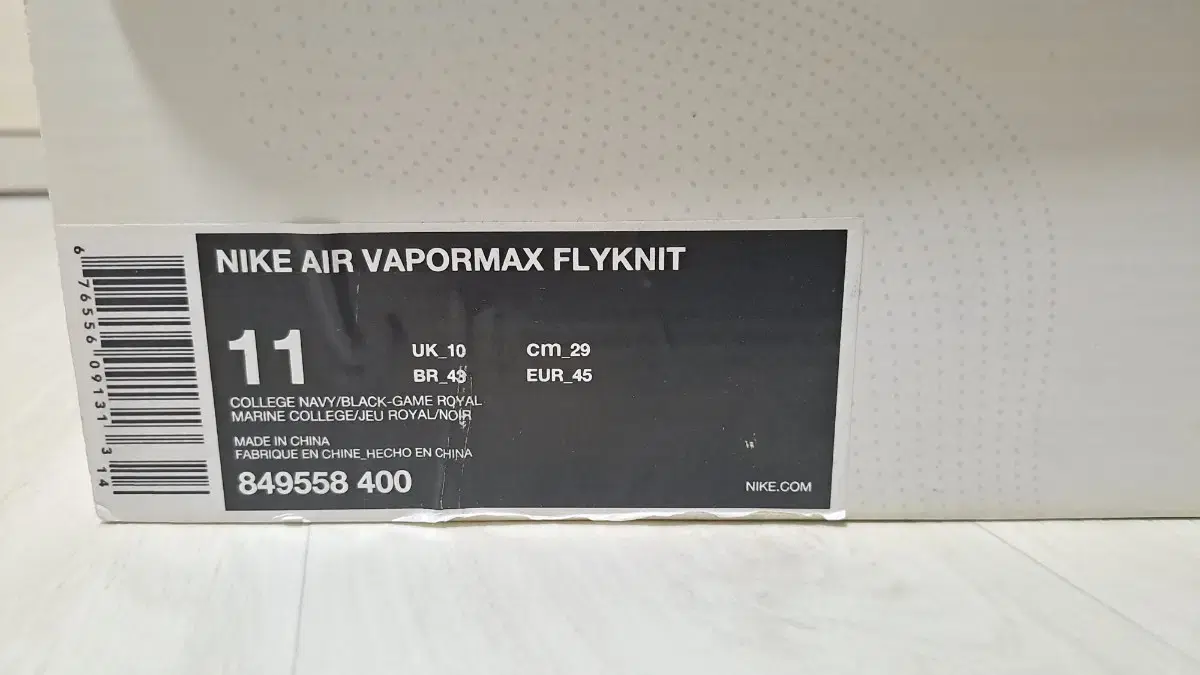 NIKE AIR VAPORMAX FLYKNIT
11
UK_10 cm_29
BR_43 EUR_45
COLLEGE NAVY/BLACK-GAME ROYAL
MARINE COLLEGE/JEU ROYAL/NOIR
MADE IN CHINA
FABRIQUE EN CHINE_HECHO EN CHINA
849558 400
NIKE.COM
6 76556 09131 3 14